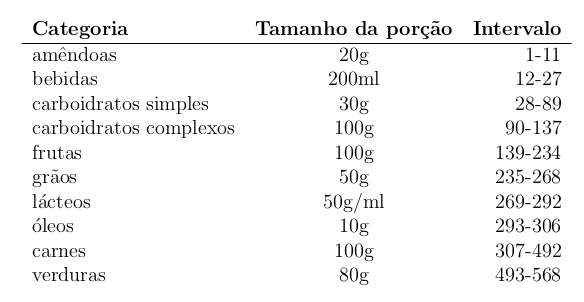 Categoria Tamanho da porção Intervalo
amêndoas 20g 1-11
bebidas 200ml 12-27
carboidratos simples 30g 28-89
carboidratos complexos 100g 90-137
frutas 100g 139-234
grãos 50g 235-268
lácteos 50g/ml 269-292
óleos 10g 293-306
carnes 100g 307-492
verduras 80g 493-568